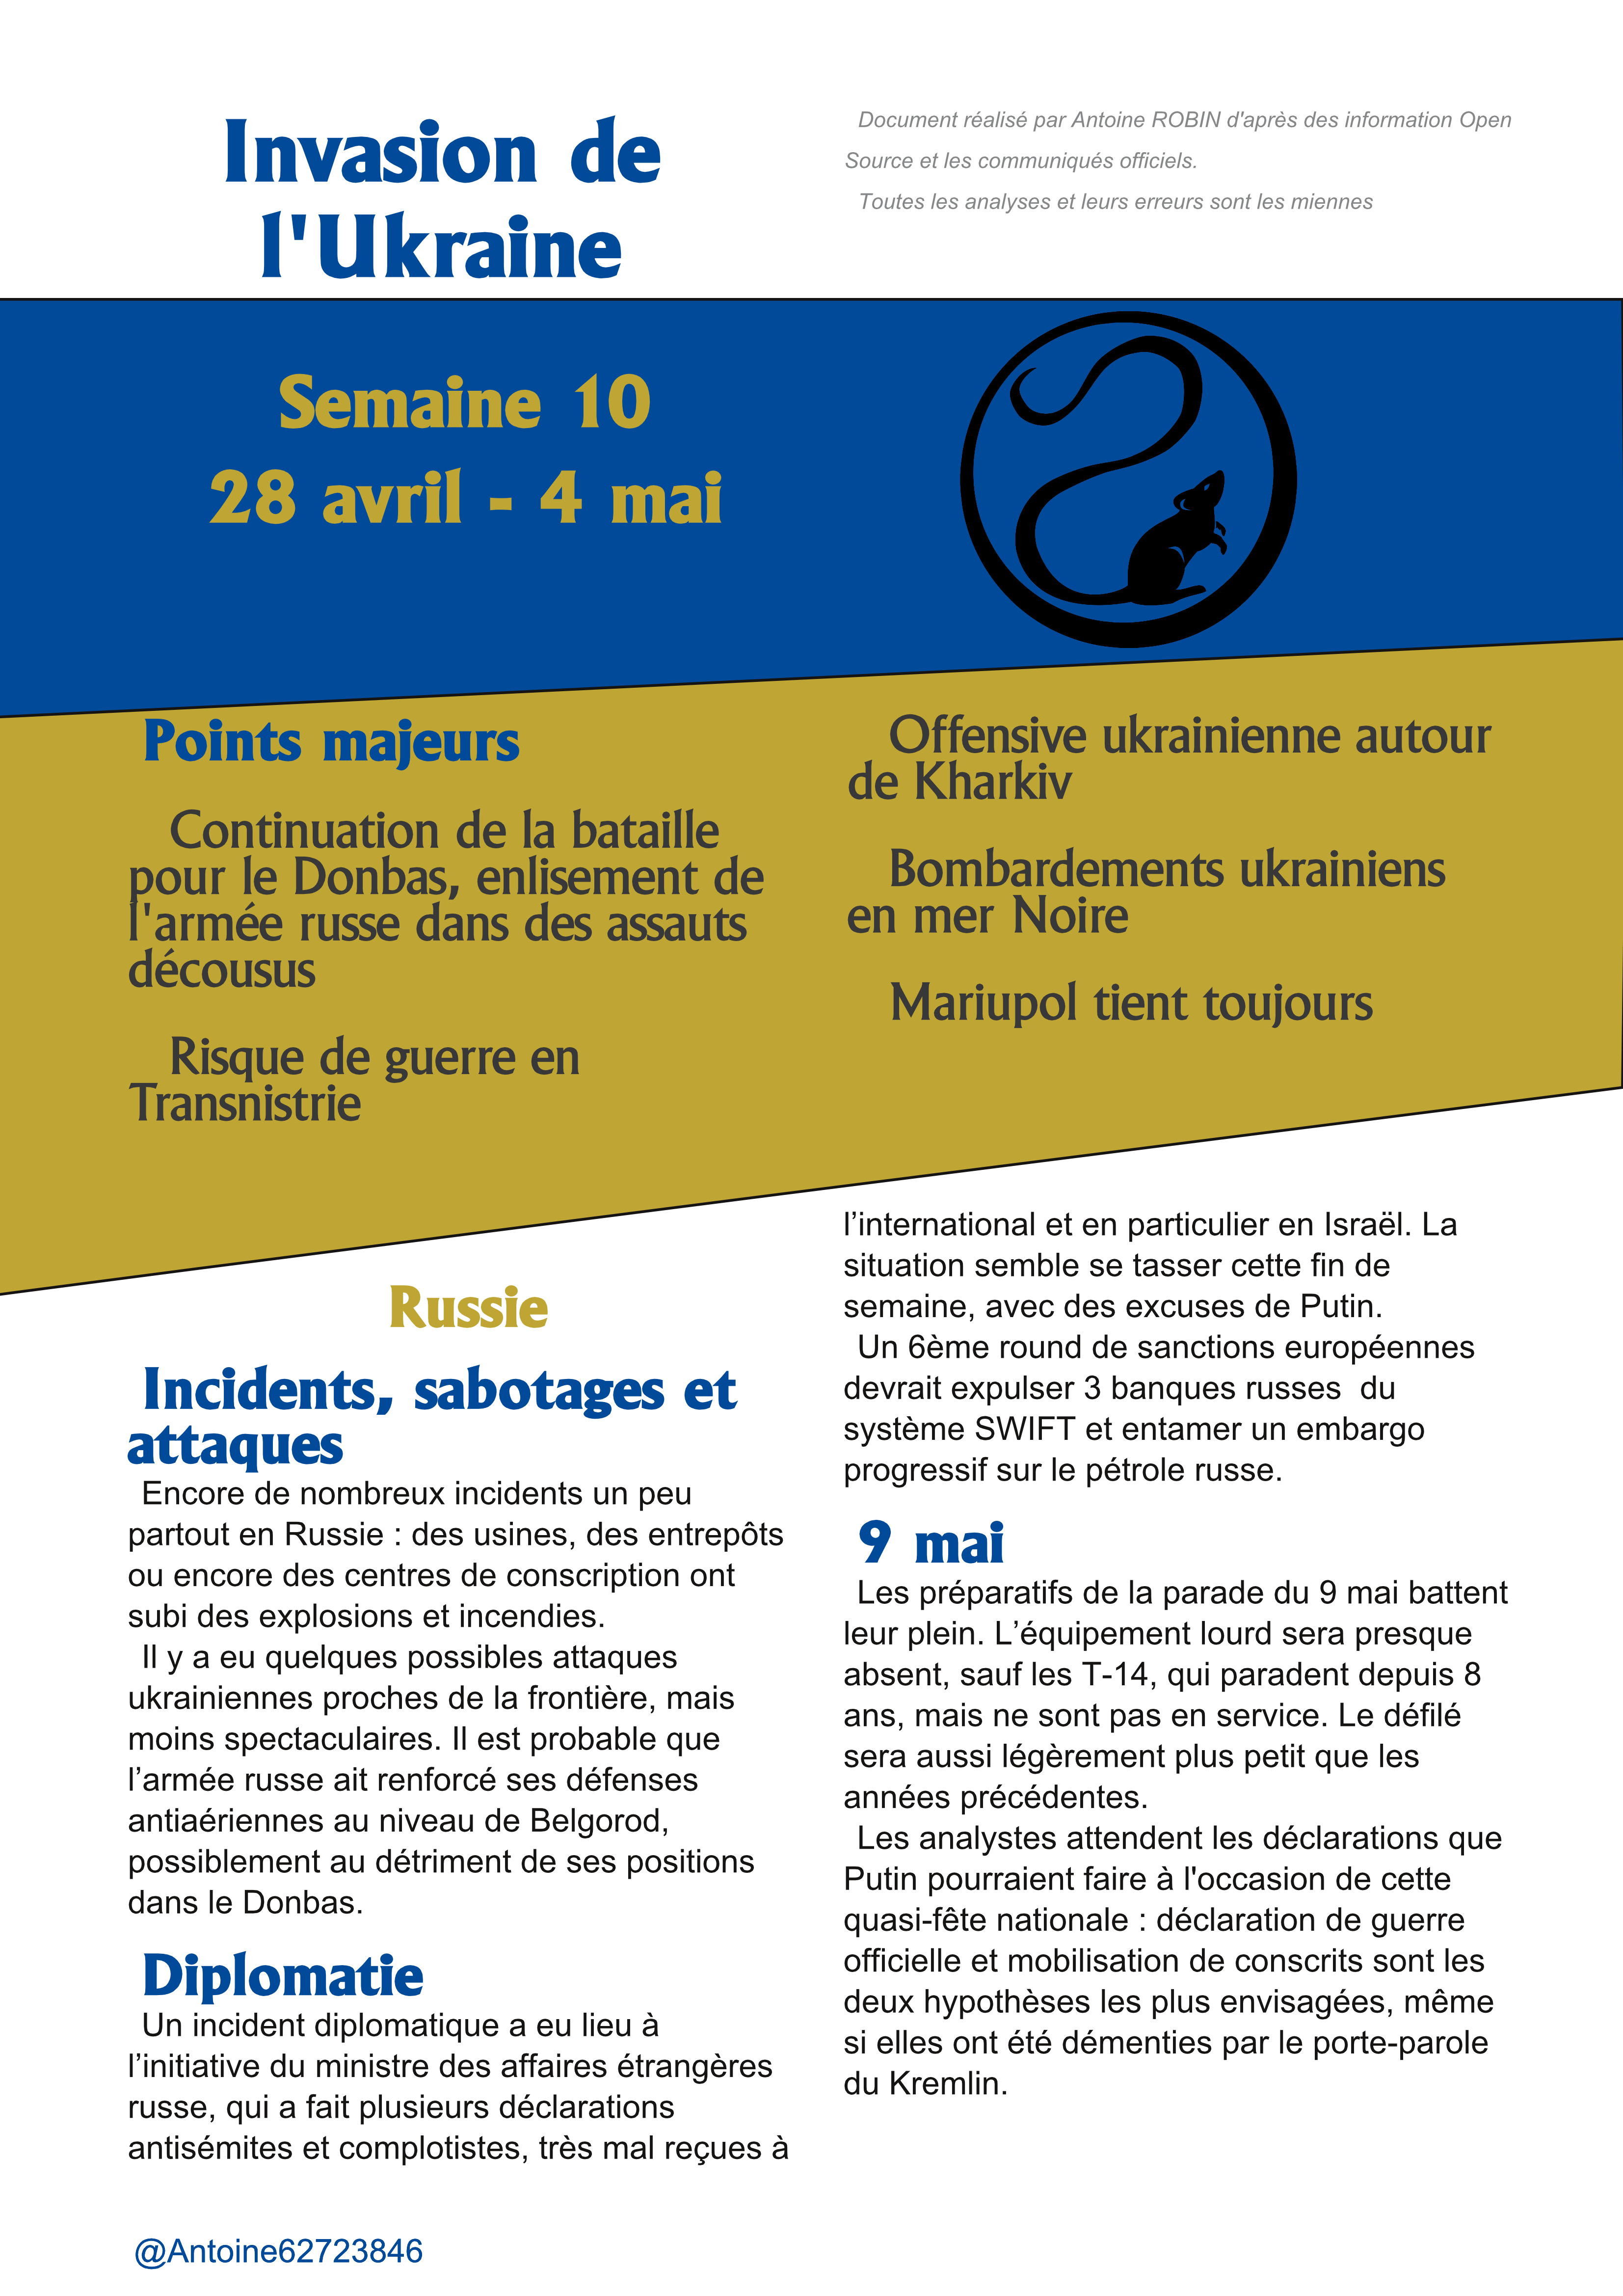 Invasion de
l'Ukraine
Document réalisé par Antoine ROBIN d'après des information Open
Source et les communiqués officiels.
Toutes les analyses et leurs erreurs sont les miennes
Semaine 10
28 avril - 4 mai
Points majeurs
Continuation de la bataille
pour le Donbas, enlisement de
l'armée russe dans des assauts
décousus
Risque de guerre en
Transnistrie
Offensive ukrainienne autour
de Kharkiv
Bombardements ukrainiens
en mer Noire
Mariupol tient toujours
Russie
Incidents, sabotages et
attaques
Encore de nombreux incidents un peu
partout en Russie : des usines, des entrepôts
ou encore des centres de conscription ont
subi des explosions et incendies.
Il y a eu quelques possibles attaques
ukrainiennes proches de la frontière, mais
moins spectaculaires. Il est probable que
l’armée russe ait renforcé ses défenses
antiaériennes au niveau de Belgorod,
possiblement au détriment de ses positions
dans le Donbas.
Diplomatie
Un incident diplomatique a eu lieu à
l’initiative du ministre des affaires étrangères
russe, qui a fait plusieurs déclarations
antisémites et complotistes, très mal reçues à
l’international et en particulier en Israël. La
situation semble se tasser cette fin de
semaine, avec des excuses de Putin.
Un 6ème round de sanctions européennes
devrait expulser 3 banques russes  du
système SWIFT et entamer un embargo
progressif sur le pétrole russe.
9 mai
Les préparatifs de la parade du 9 mai battent
leur plein. L’équipement lourd sera presque
absent, sauf les T-14, qui paradent depuis 8
ans, mais ne sont pas en service. Le défilé
sera aussi légèrement plus petit que les
années précédentes.
Les analystes attendent les déclarations que
Putin pourraient faire à l'occasion de cette
quasi-fête nationale : déclaration de guerre
officielle et mobilisation de conscrits sont les
deux hypothèses les plus envisagées, même
si elles ont été démenties par le porte-parole
du Kremlin.
@Antoine62723846